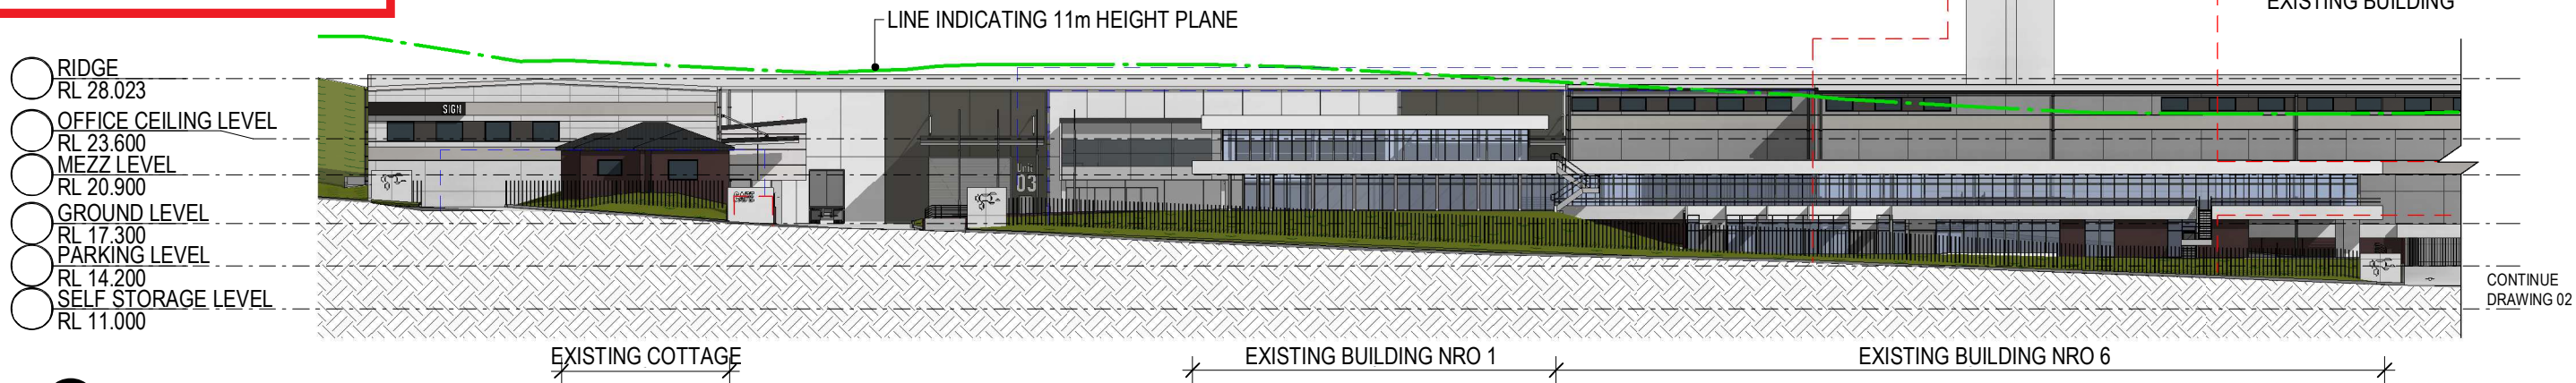 EXISTING BUILDING
LINE INDICATING 11m HEIGHT PLANE
RIDGE
RL 28.023
OFFICE CEILING LEVEL
RL 23.600
MEZZ LEVEL
RL 20.900
GROUND LEVEL
RL 17.300
PARKING LEVEL
RL 14.200
SELF STORAGE LEVEL
RL 11.000
SIGN
Unit
03
CONTINUE
DRAWING 02
EXISTING COTTAGE
EXISTING BUILDING NRO 1
EXISTING BUILDING NRO 6